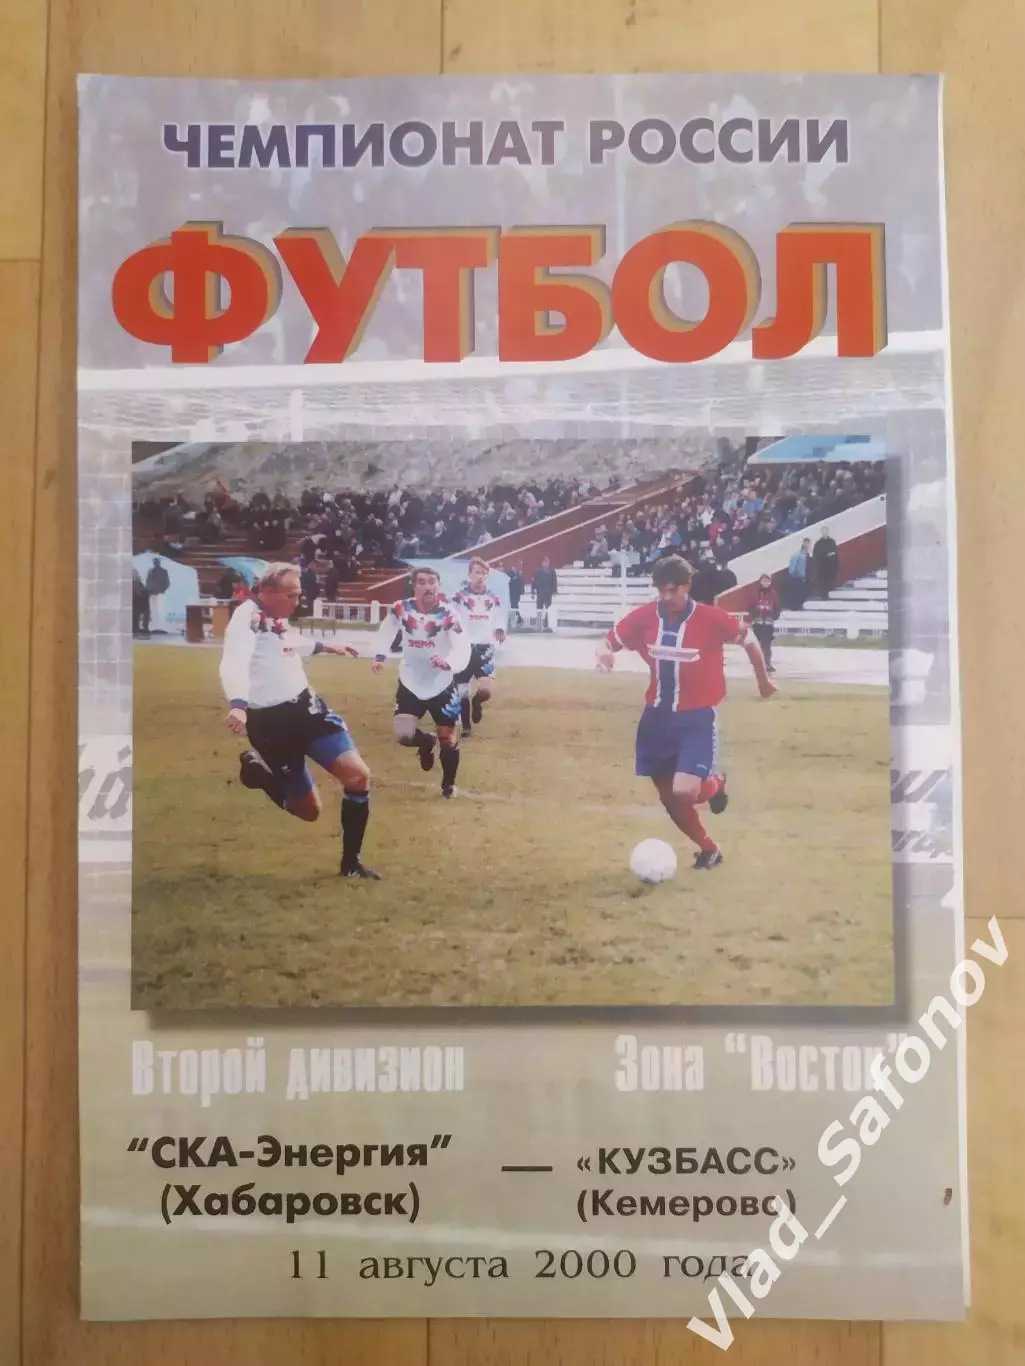 ЧЕМПИОНАТ РОССИИ
ФУТБОЛ
Второй дивизион Зона "Восток"
"СКА-Энергия" — «КУЗБАСС»
(Хабаровск) (Кемерово)
11 августа 2000 года
Vlad_Safonov